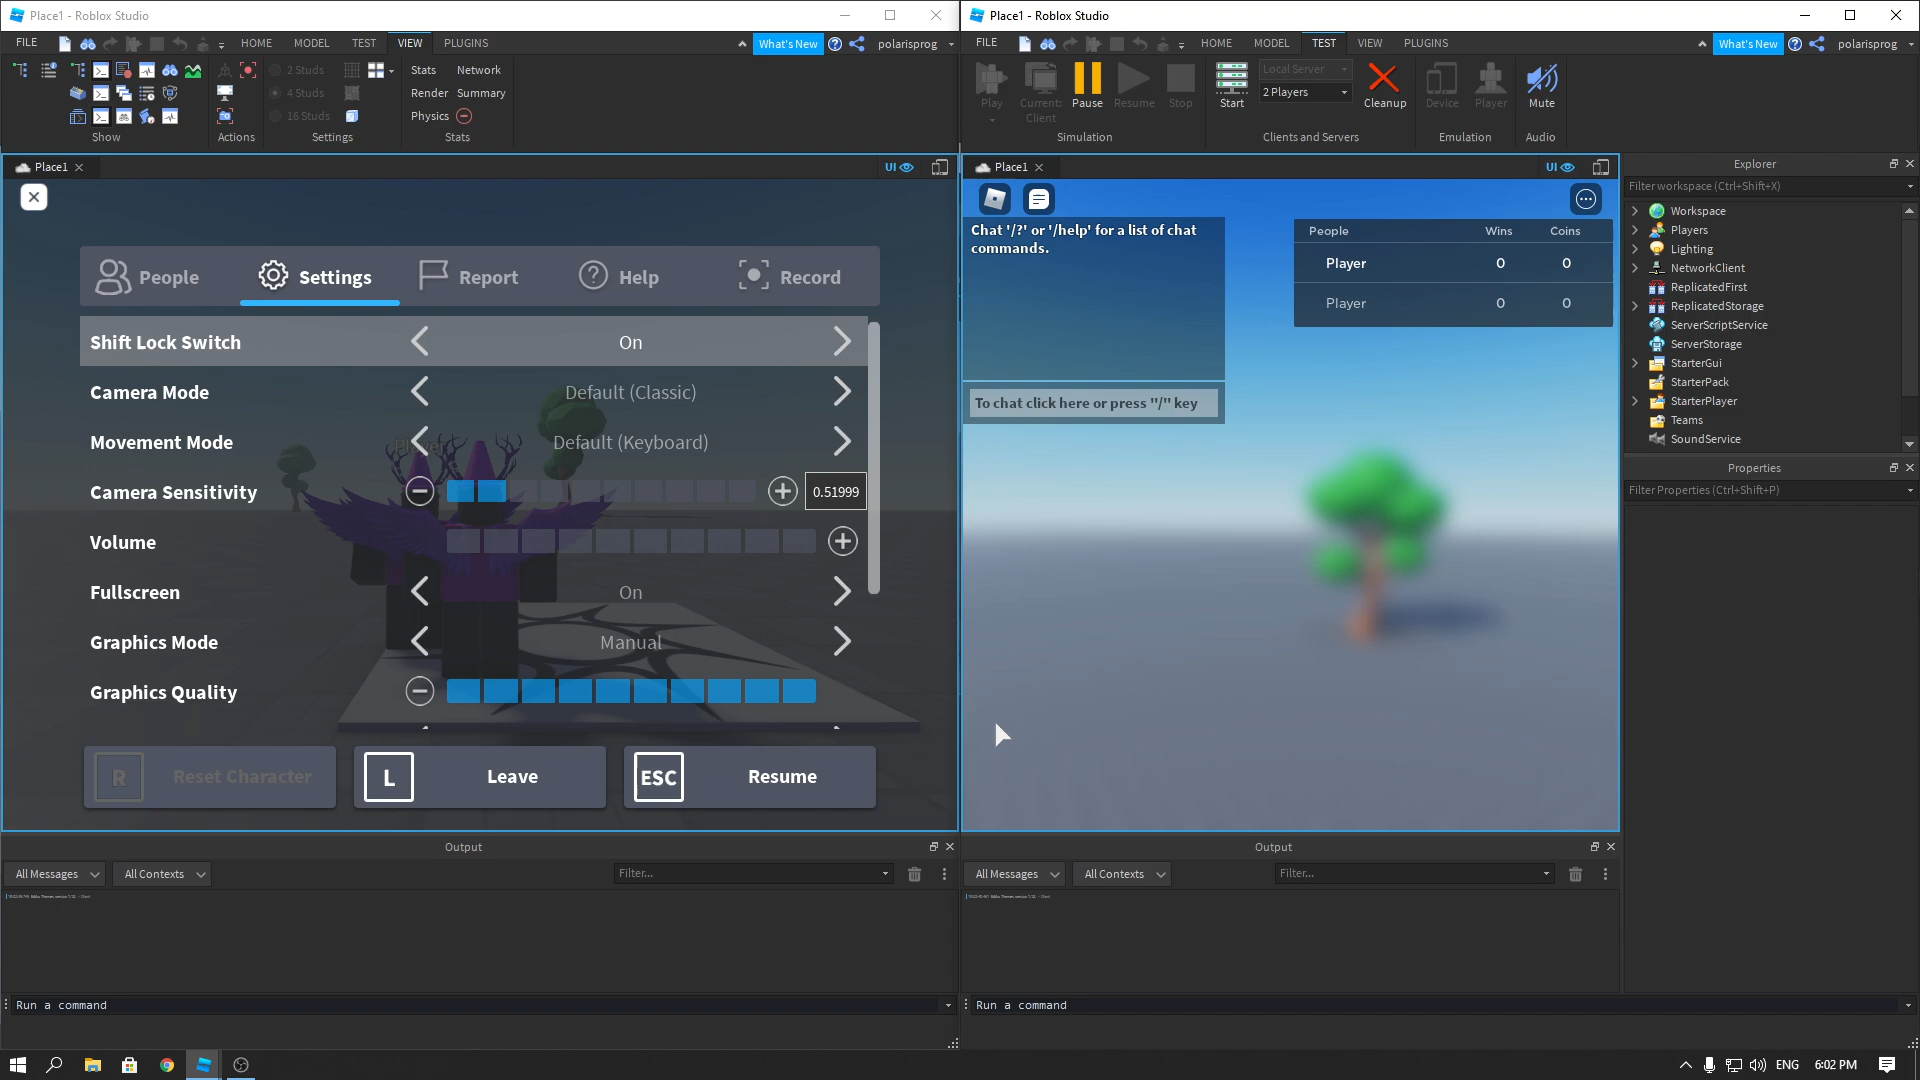 Place1 - Roblox Studio
FILE
HOME
MODEL
TEST
VIEW
PLUGINS
What's New
polarisprog
2 Studs
4 Studs
16 Studs
Stats
Network
Render
Summary
Physics
Show
Actions
Settings
Stats
Place1
UI
People
Settings
Report
Help
Record
Shift Lock Switch
On
Camera Mode
Default (Classic)
Movement Mode
Default (Keyboard)
Camera Sensitivity
0.51999
Volume
Fullscreen
On
Graphics Mode
Manual
Graphics Quality
R
Reset Character
L
Leave
ESC
Resume
Output
All Messages
All Contexts
Filter...
Run a command
Place1 - Roblox Studio
FILE
HOME
MODEL
TEST
VIEW
PLUGINS
What's New
polarisprog
Play
Current:
Client
Pause
Resume
Stop
Start
Local Server
2 Players
Cleanup
Device
Player
Mute
Simulation
Clients and Servers
Emulation
Audio
Place1
UI
Chat '/?' or '/help' for a list of chat
commands.
To chat click here or press "/" key
People Wins Coins
Player 0 0
Player 0 0
Output
All Messages
All Contexts
Filter...
Run a command
Explorer
Filter workspace (Ctrl+Shift+X)
Workspace
Players
Lighting
NetworkClient
ReplicatedFirst
ReplicatedStorage
ServerScriptService
ServerStorage
StarterGui
StarterPack
StarterPlayer
Teams
SoundService
Properties
Filter Properties (Ctrl+Shift+P)
ENG
6:02 PM